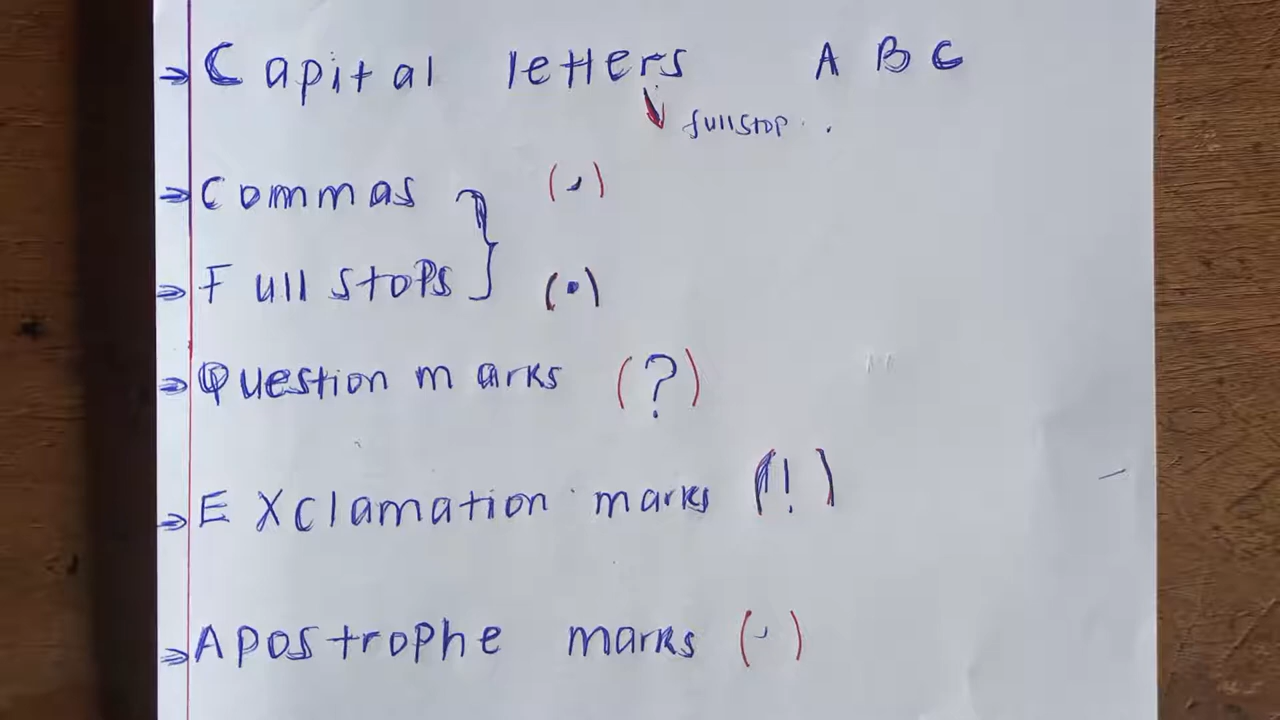 → Capital letters A B C
↓ fullstop .
→ Commas } (,)
→ Full stops } (.)
→ Question marks (?)
→ EXclamation marks (!)
→ Apostrophe marks (')